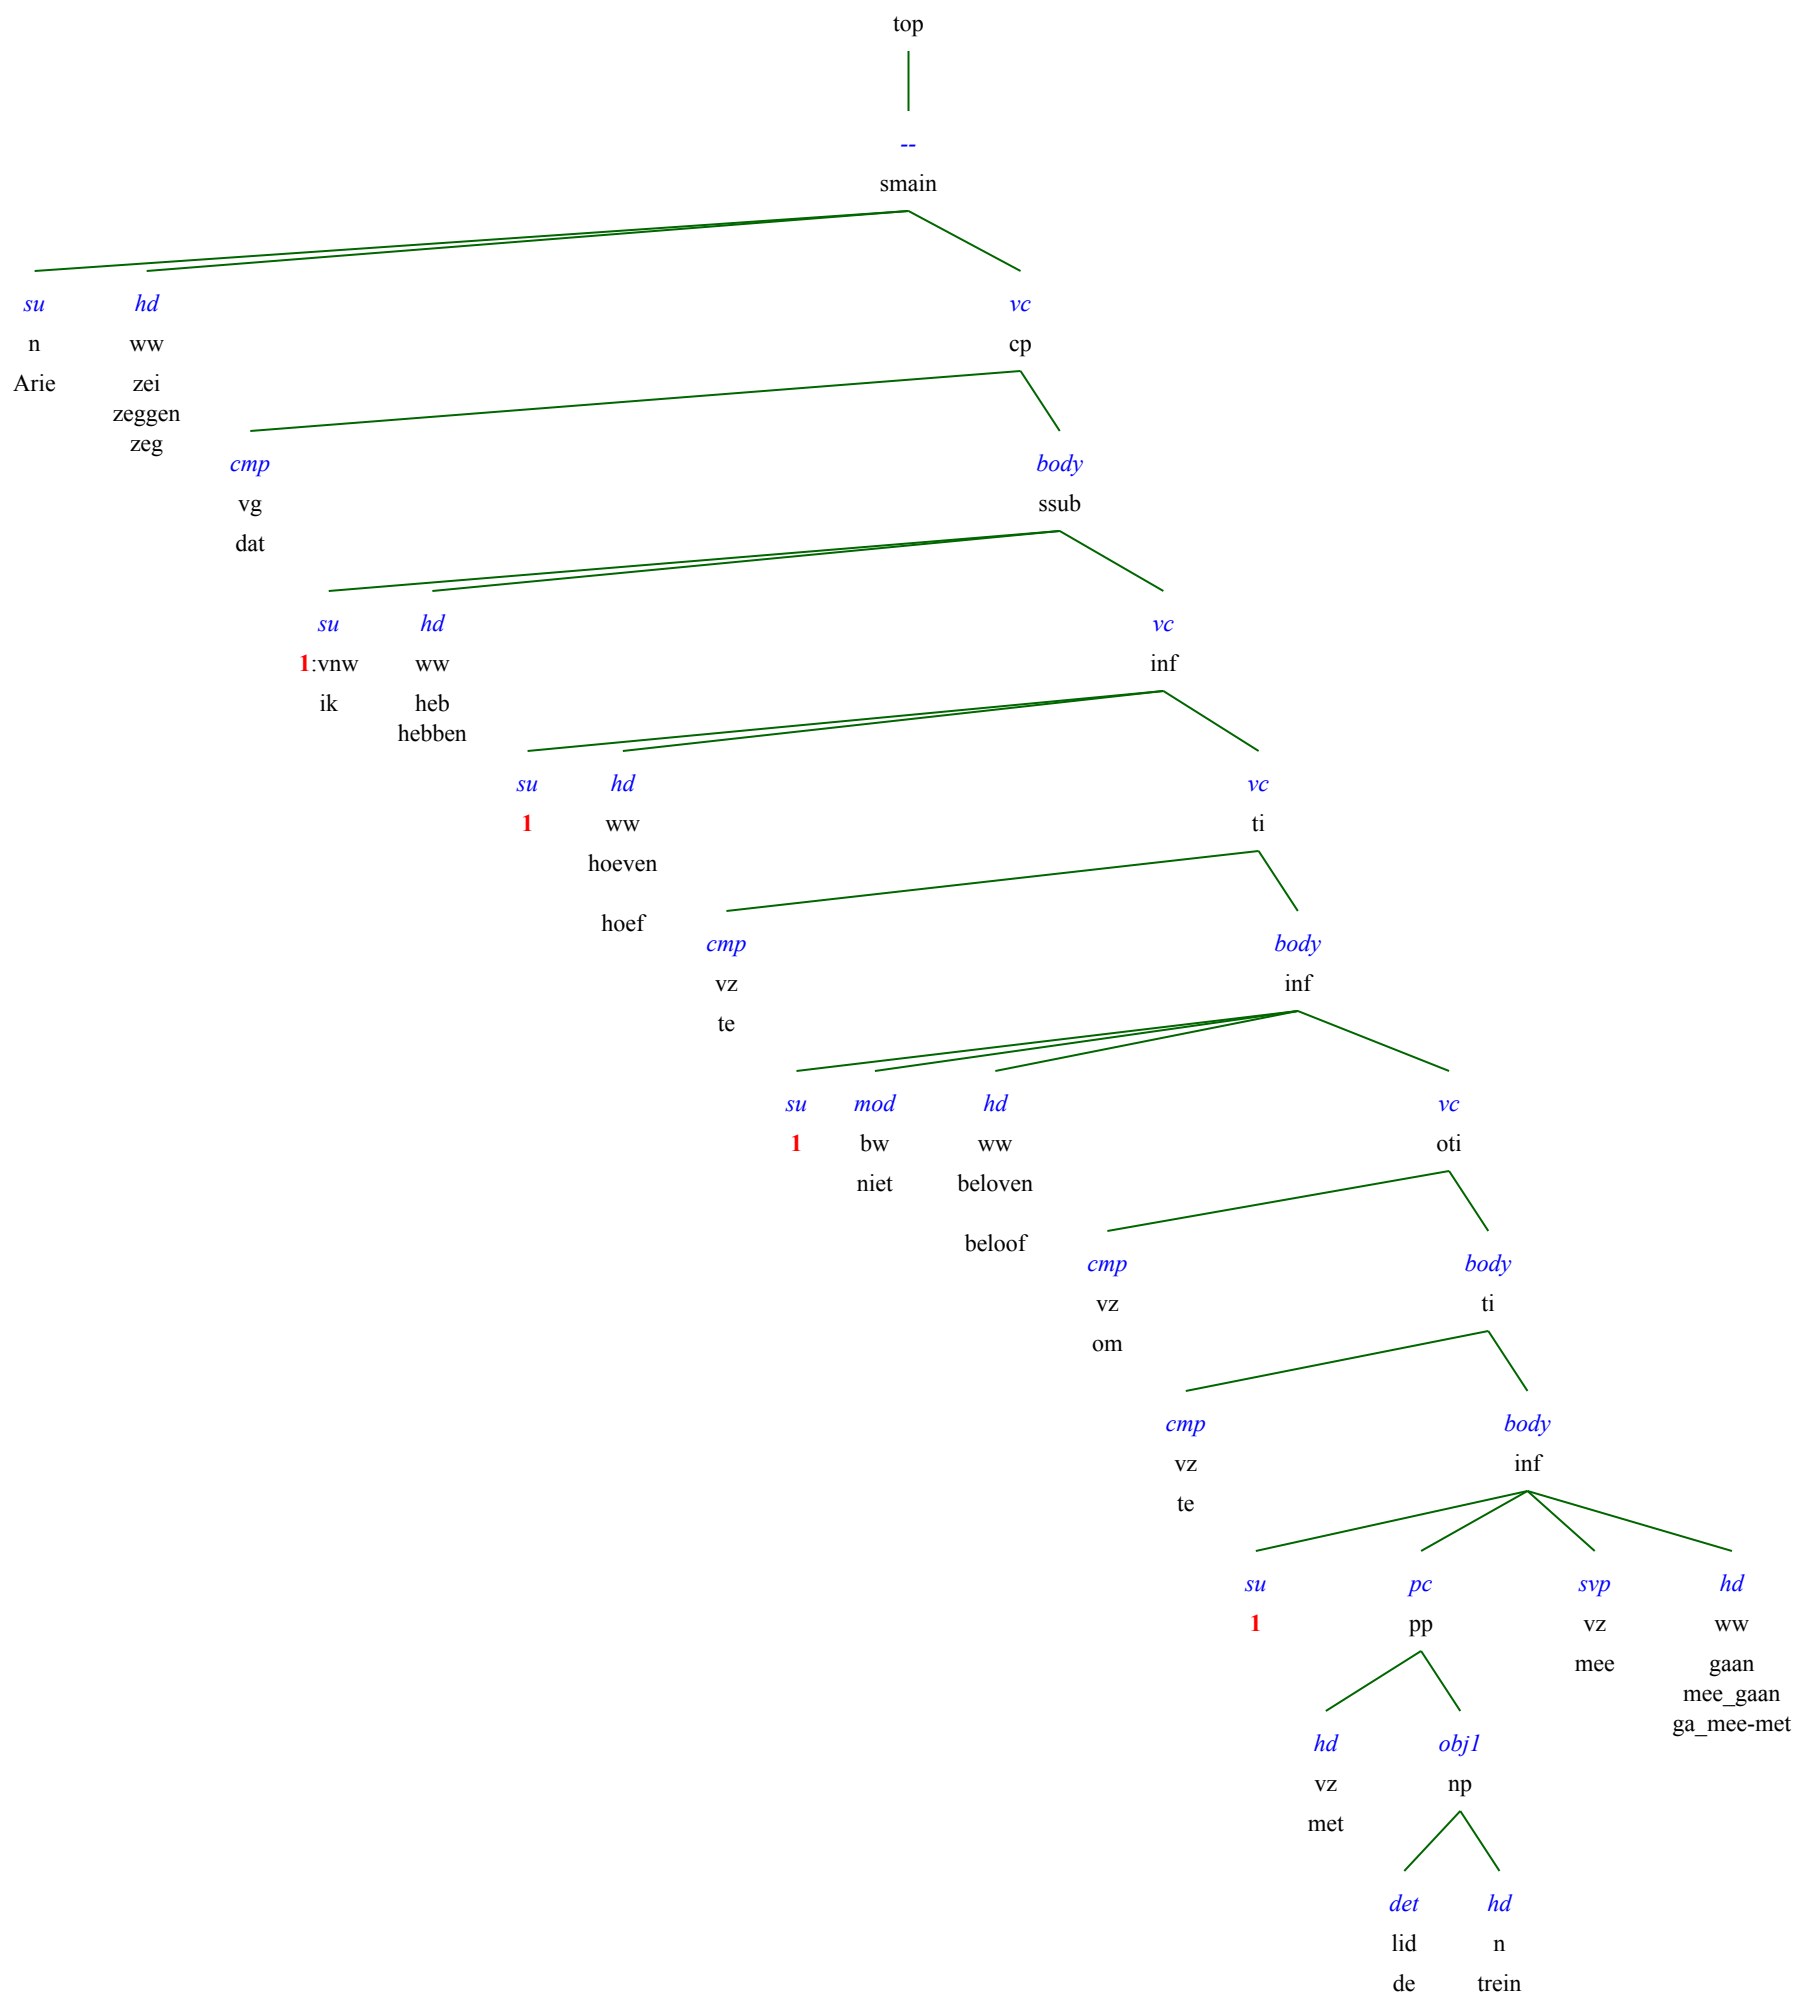 top
--
smain
su hd vc
n ww cp
Arie zei
zeggen
zeg
cmp body
vg ssub
dat
su hd vc
1:vnw ww inf
ik heb
hebben
su hd vc
1 ww ti
hoeven
hoef
cmp body
vz inf
te
su mod hd vc
1 bw ww oti
niet beloven
beloof
cmp body
vz ti
om
cmp body
vz inf
te
su pc svp hd
1 pp vz ww
mee gaan
mee_gaan
ga_mee-met
hd obj1
vz np
met
det hd
lid n
de trein